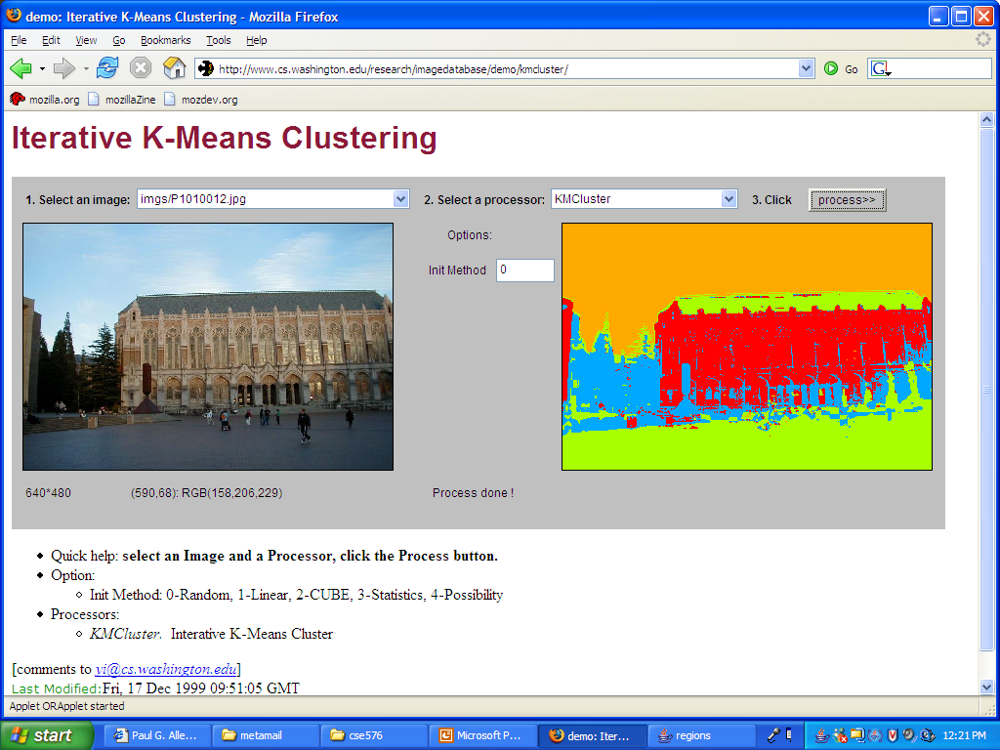 demo: Iterative K-Means Clustering - Mozilla Firefox
File Edit View Go Bookmarks Tools Help
http://www.cs.washington.edu/research/imagedatabase/demo/kmcluster/ Go G
mozilla.org mozillaZine mozdev.org
Iterative K-Means Clustering
1. Select an image: imgs/P1010012.jpg 2. Select a processor: KMCluster 3. Click process>>
Options:
Init Method 0
640*480 (590,68): RGB(158,206,229) Process done !
Quick help: select an Image and a Processor, click the Process button.
Option:
Init Method: 0-Random, 1-Linear, 2-CUBE, 3-Statistics, 4-Possibility
Processors:
KMCluster. Interative K-Means Cluster
[comments to yi@cs.washington.edu]
Last Modified:Fri, 17 Dec 1999 09:51:05 GMT
Applet ORApplet started
start Paul G. Alle... metamail cse576 Microsoft P... demo: Iter... regions 12:21 PM